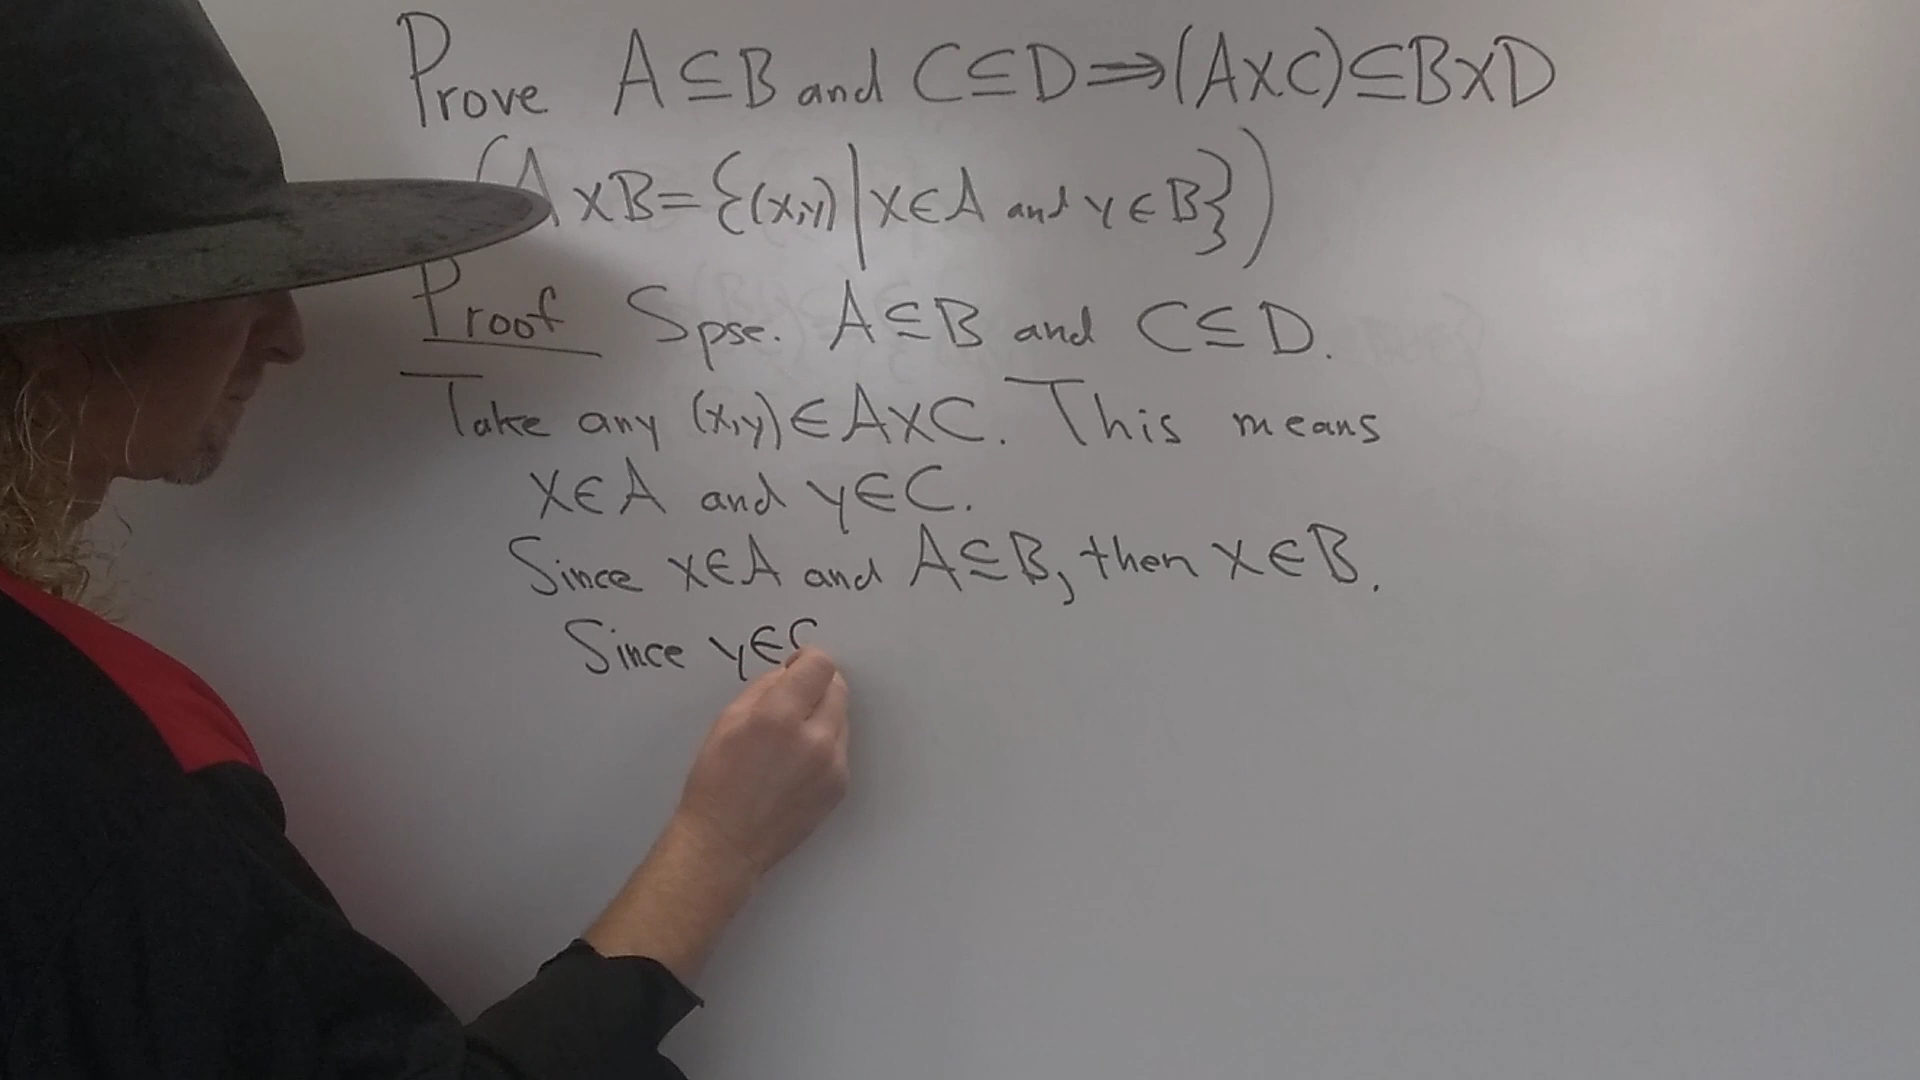 Prove A⊆B and C⊆D⇒(A×C)⊆B×D
(A×B={(x,y)|x∈A and y∈B})
Proof Spse. A⊆B and C⊆D.
Take any (x,y)∈A×C. This means
x∈A and y∈C.
Since x∈A and A⊆B, then x∈B.
Since y∈C